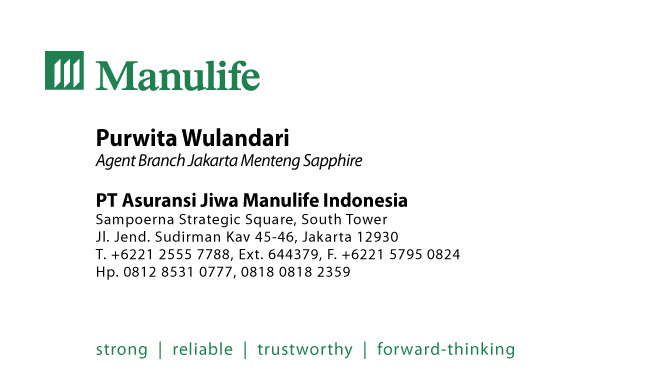 Manulife
Purwita Wulandari
Agent Branch Jakarta Menteng Sapphire
PT Asuransi Jiwa Manulife Indonesia
Sampoerna Strategic Square, South Tower
Jl. Jend. Sudirman Kav 45-46, Jakarta 12930
T. +6221 2555 7788, Ext. 644379, F. +6221 5795 0824
Hp. 0812 8531 0777, 0818 0818 2359
strong | reliable | trustworthy | forward-thinking